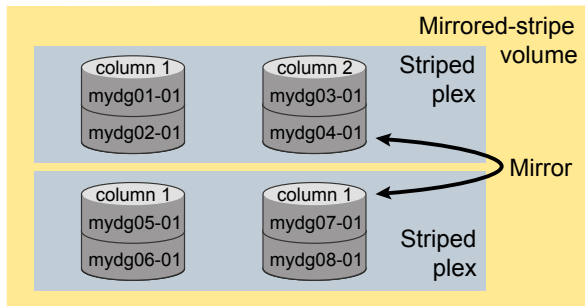 Mirrored-stripe
volume
column 1
mydg01-01
mydg02-01
column 2
mydg03-01
mydg04-01
Striped
plex
Mirror
column 1
mydg05-01
mydg06-01
column 1
mydg07-01
mydg08-01
Striped
plex